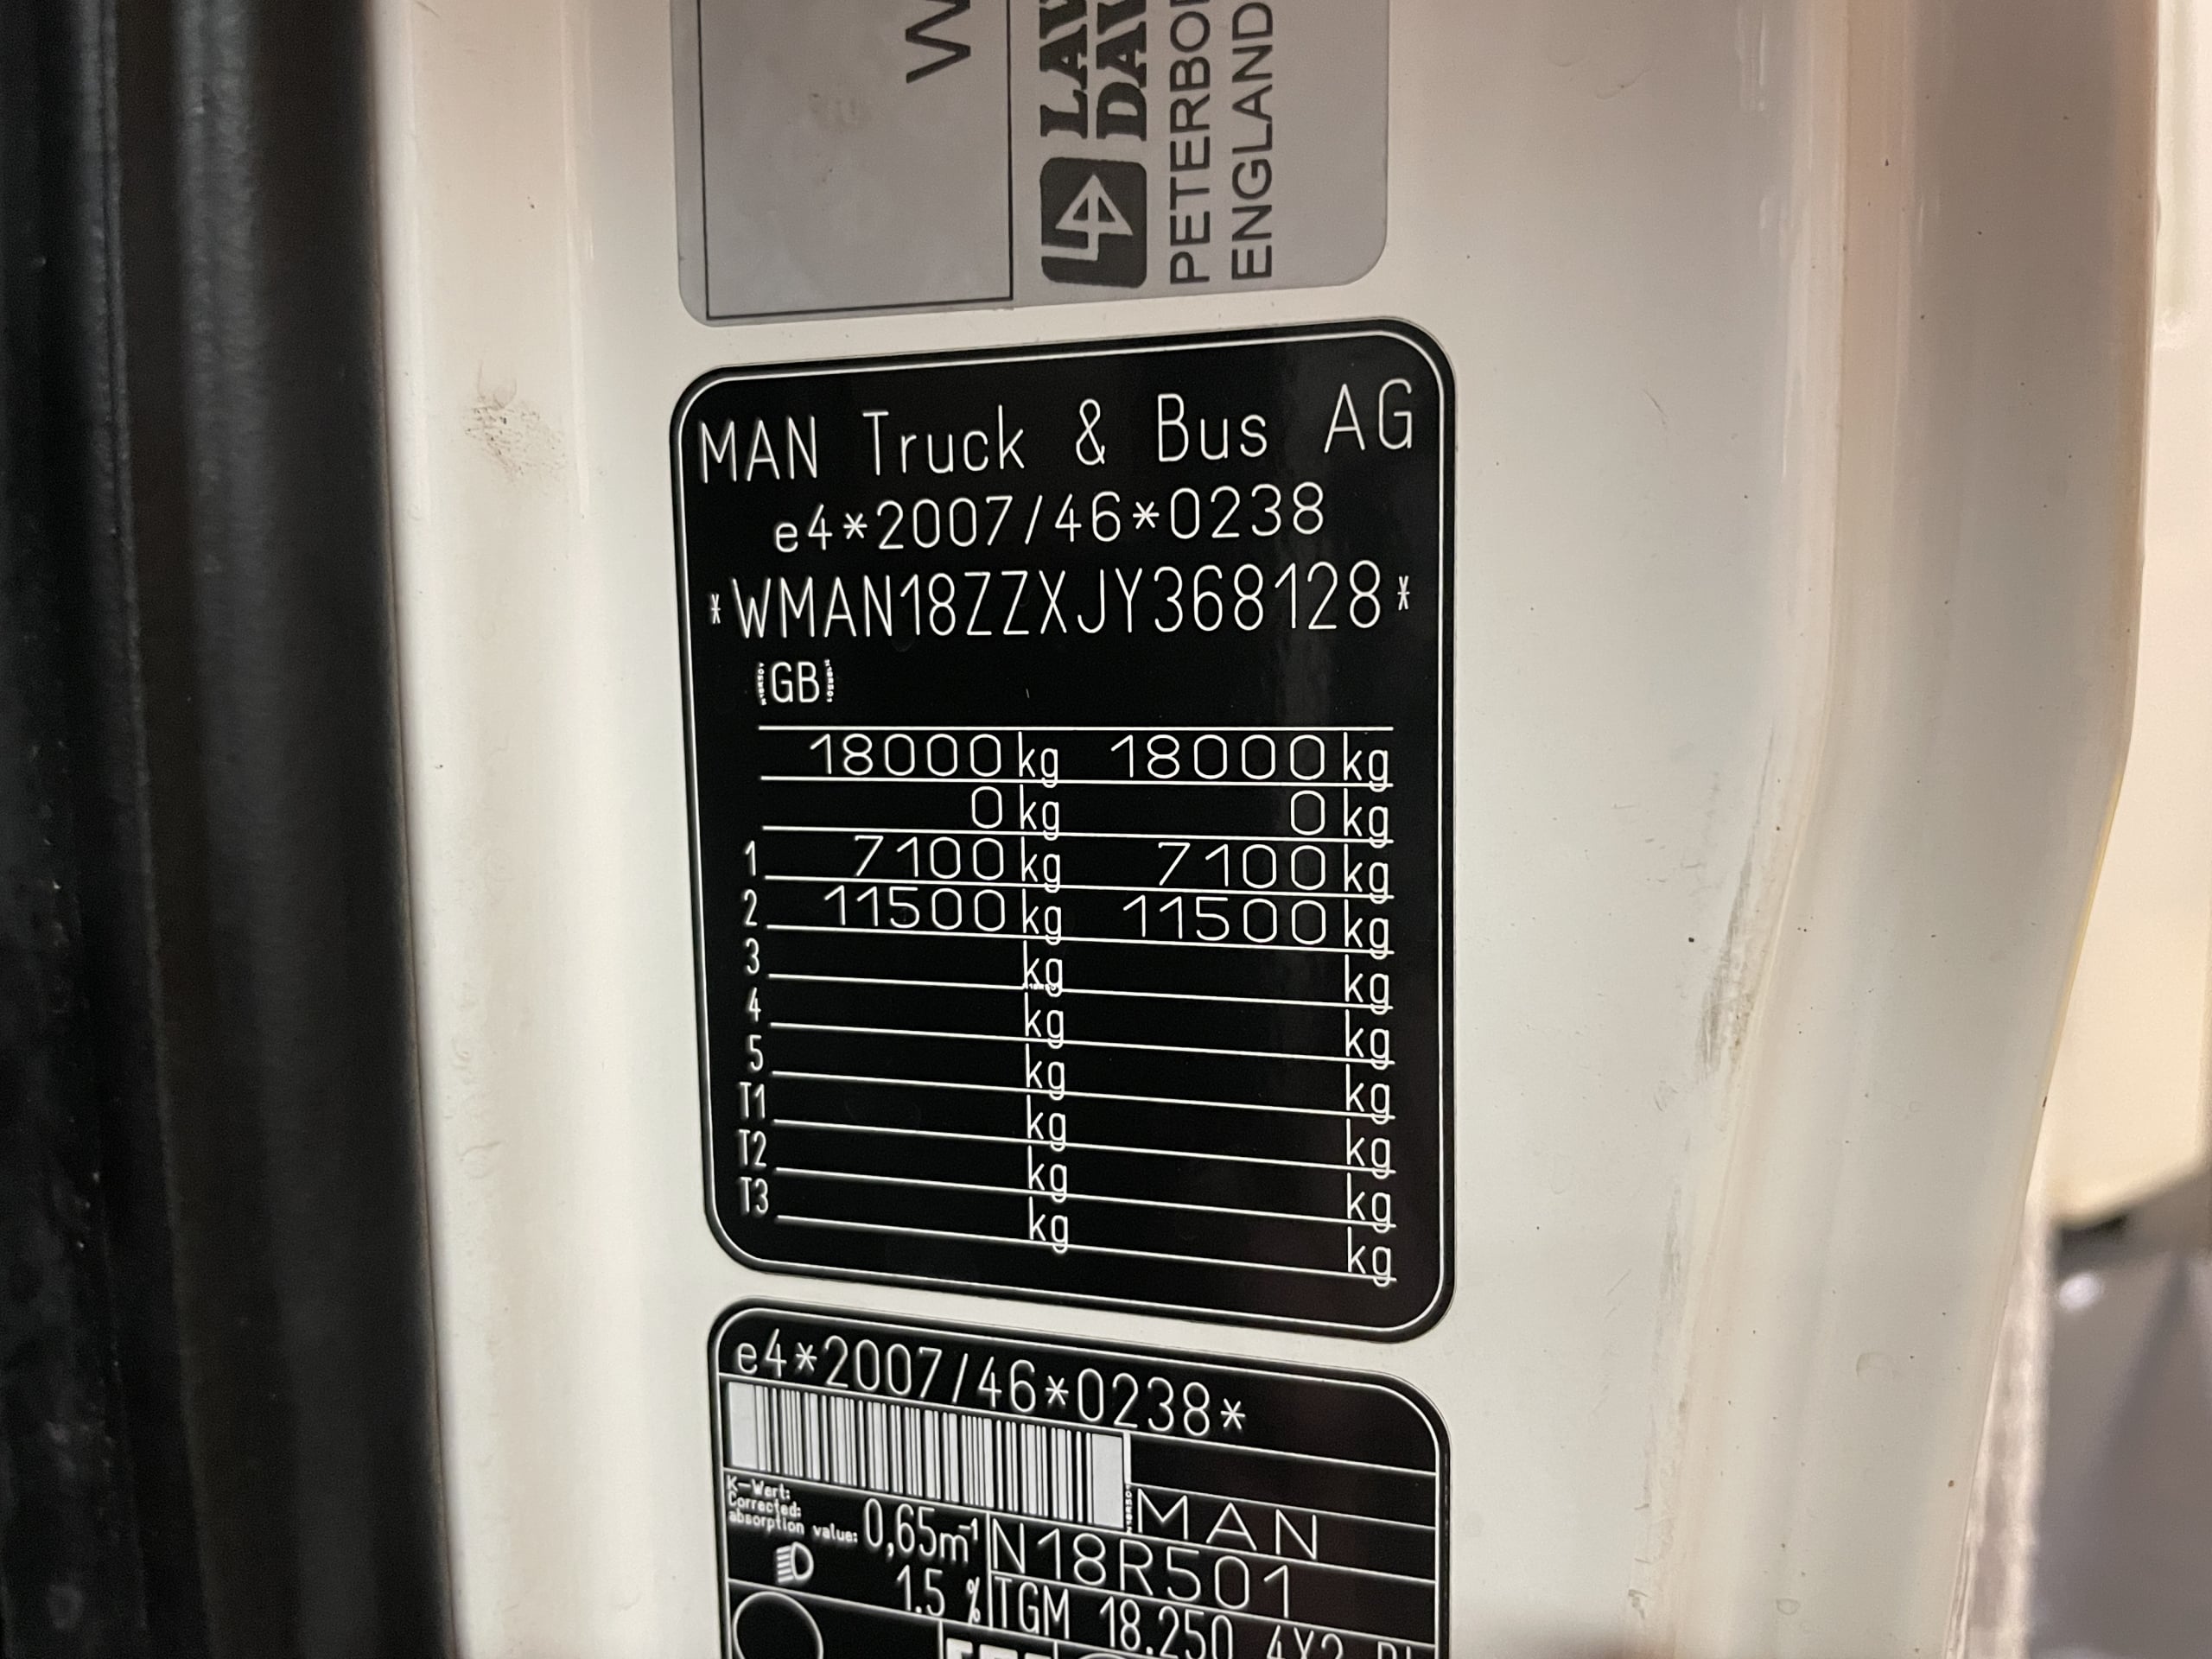 ENGLAND
MAN Truck & Bus AG
e4*2007/46*0238
*WMAN18ZZXJY368128*
GB
18000 kg 18000 kg
0 kg 0 kg
1 7100 kg 7100 kg
2 11500 kg 11500 kg
3 kg kg
4 kg kg
5 kg kg
T1 kg kg
T2 kg kg
T3 kg kg
e4*2007/46*0238*
MAN
K-Wert:
Corrected:
absorption value: 0,65m⁻¹
N18R501
1.5 %
TGM 18.250 4X2